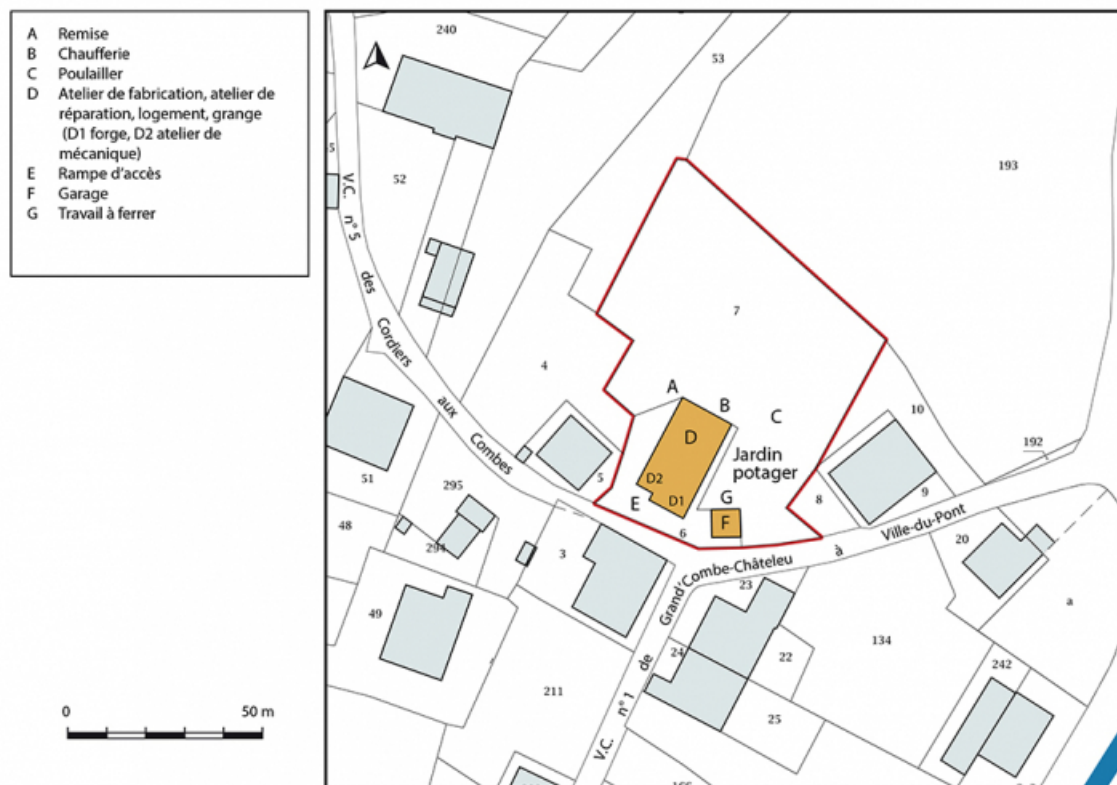 A Remise
B Chaufferie
C Poulailler
D Atelier de fabrication, atelier de
réparation, logement, grange
(D1 forge, D2 atelier de
mécanique)
E Rampe d'accès
F Garage
G Travail à ferrer
0 50 m
240
53
193
52
V.C. n° 5 des Cordiers aux Combes
7
4
A
B
C
D
10
192
Jardin
potager
51
D2
D1
5
E
G
F
6
8
9
295
48
294
3
20
V.C. n° 1 de Grand'Combe-Châteleu à Ville-du-Pont
23
49
a
134
24
22
242
211
25